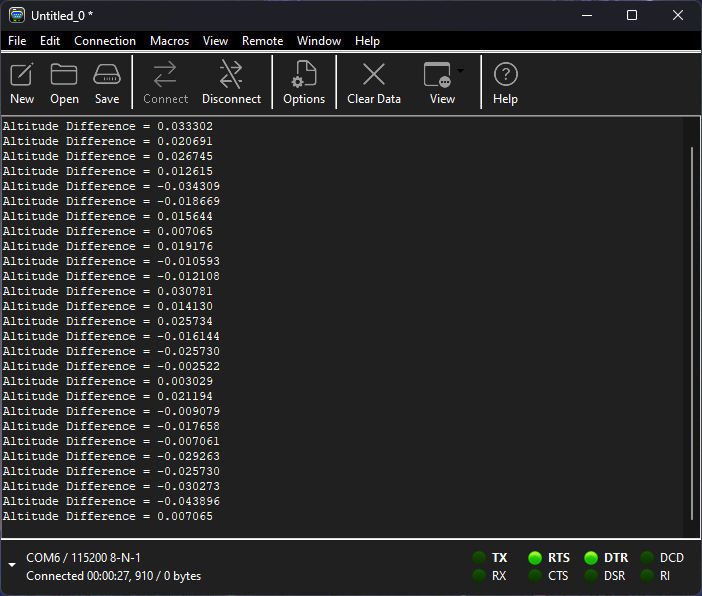 Untitled_0 *
File Edit Connection Macros View Remote Window Help
New Open Save Connect Disconnect Options Clear Data View Help
Altitude Difference = 0.033302
Altitude Difference = 0.020691
Altitude Difference = 0.026745
Altitude Difference = 0.012615
Altitude Difference = -0.034309
Altitude Difference = -0.018669
Altitude Difference = 0.015644
Altitude Difference = 0.007065
Altitude Difference = 0.019176
Altitude Difference = -0.010593
Altitude Difference = -0.012108
Altitude Difference = 0.030781
Altitude Difference = 0.014130
Altitude Difference = 0.025734
Altitude Difference = -0.016144
Altitude Difference = -0.025730
Altitude Difference = -0.002522
Altitude Difference = 0.003029
Altitude Difference = 0.021194
Altitude Difference = -0.009079
Altitude Difference = -0.017658
Altitude Difference = -0.007061
Altitude Difference = -0.029263
Altitude Difference = -0.025730
Altitude Difference = -0.030273
Altitude Difference = -0.043896
Altitude Difference = 0.007065
COM6 / 115200 8-N-1 TX RTS DTR DCD
Connected 00:00:27, 910 / 0 bytes RX CTS DSR RI